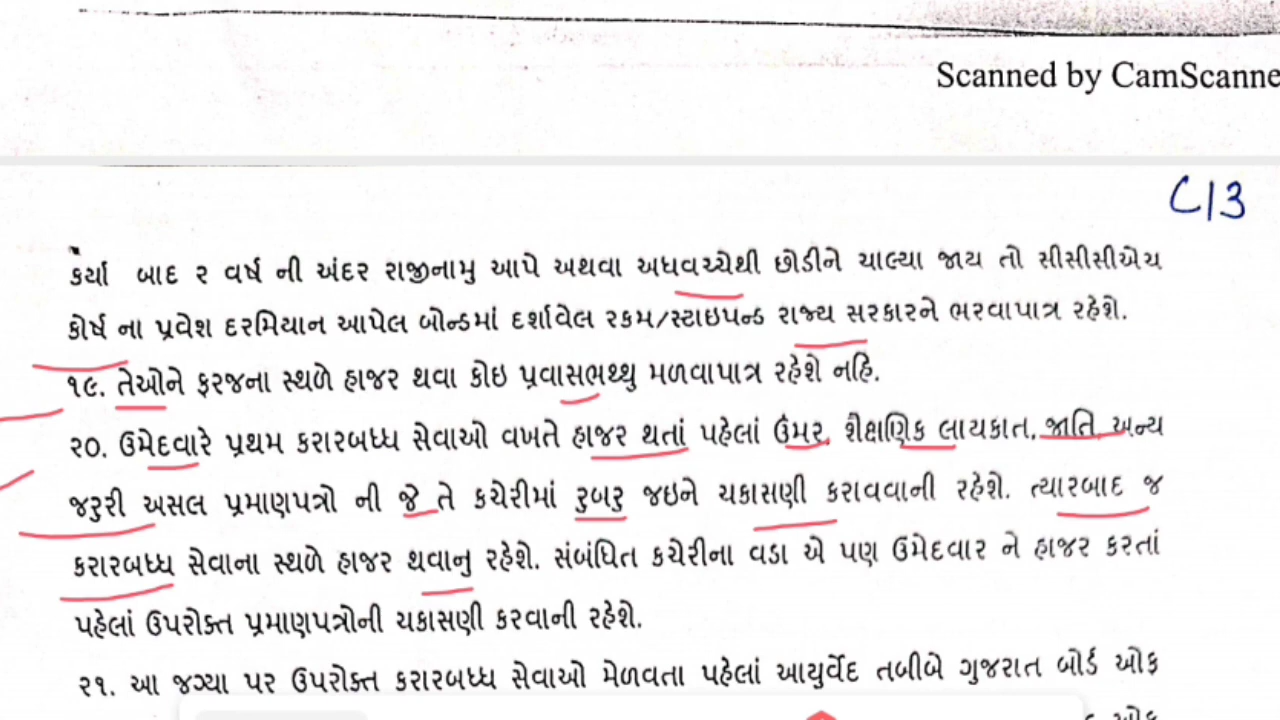 Scanned by CamScanne
C/3
કર્યા બાદ ૨ વર્ષ ની અંદર રાજીનામુ આપે અથવા અધવચ્ચેથી છોડીને ચાલ્યા જાય તો સીસીસીએચ
કોર્ષ ના પ્રવેશ દરમિયાન આપેલ બોન્ડમાં દર્શાવેલ રકમ/સ્ટાઇપન્ડ રાજ્ય સરકારને ભરવાપાત્ર રહેશે.
૧૯. તેઓને ફરજના સ્થળે હાજર થવા કોઇ પ્રવાસભથ્થુ મળવાપાત્ર રહેશે નહિ.
૨૦. ઉમેદવારે પ્રથમ કરારબધ્ધ સેવાઓ વખતે હાજર થતાં પહેલાં ઉંમર, શૈક્ષણિક લાયકાત, જાતિ અન્ય
જરુરી અસલ પ્રમાણપત્રો ની જે તે કચેરીમાં રુબરુ જઇને ચકાસણી કરાવવાની રહેશે. ત્યારબાદ જ
કરારબધ્ધ સેવાના સ્થળે હાજર થવાનુ રહેશે. સંબંધિત કચેરીના વડા એ પણ ઉમેદવાર ને હાજર કરતાં
પહેલાં ઉપરોક્ત પ્રમાણપત્રોની ચકાસણી કરવાની રહેશે.
૨૧. આ જગ્યા પર ઉપરોક્ત કરારબધ્ધ સેવાઓ મેળવતા પહેલાં આયુર્વેદ તબીબે ગુજરાત બોર્ડ ઓફ